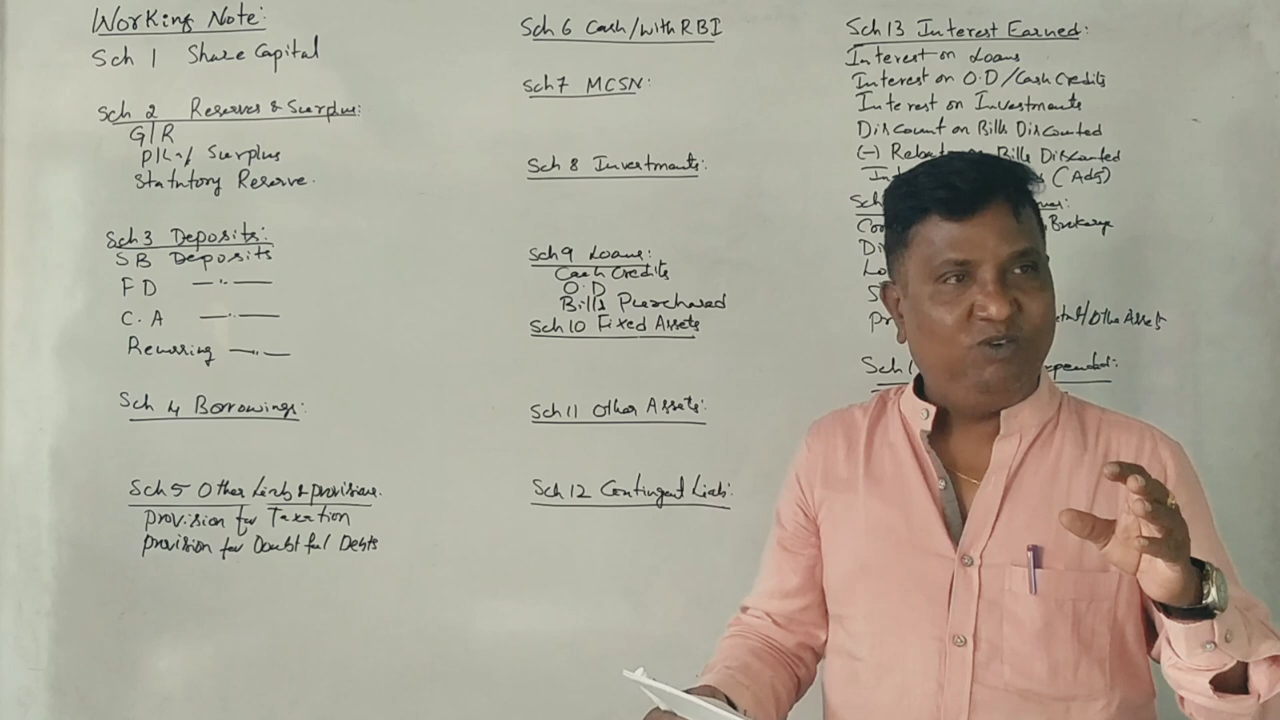 Working Note:
Sch 1 Share Capital
Sch 2 Reserves & Surplus:
G/R
Surplus
Statutory Reserve.
Sch 3 Deposits:
SB Deposits
FD —"—
C.A —"—
Recurring —"—
Sch 4 Borrowings:
Sch 5 Other Liab & provisions.
Provision for Taxation
Provision for Doubtful Debts
Sch 6 Cash/with RBI
Sch 7 MCSN:
Sch 8 Investments:
Sch 9 Loans:
Cash Credits
O.D
Bills Purchased
Sch 10 Fixed Assets
Sch 11 Other Assets:
Sch 12 Contingent Liab:
Sch 13 Interest Earned:
Interest on Loans
Interest on O.D/Cash Credits
Interest on Investments
Discount on Bills Discounted
(-) Bills Discounted
(Adj)
Sch
Brokerage
/Other Asset
Sch